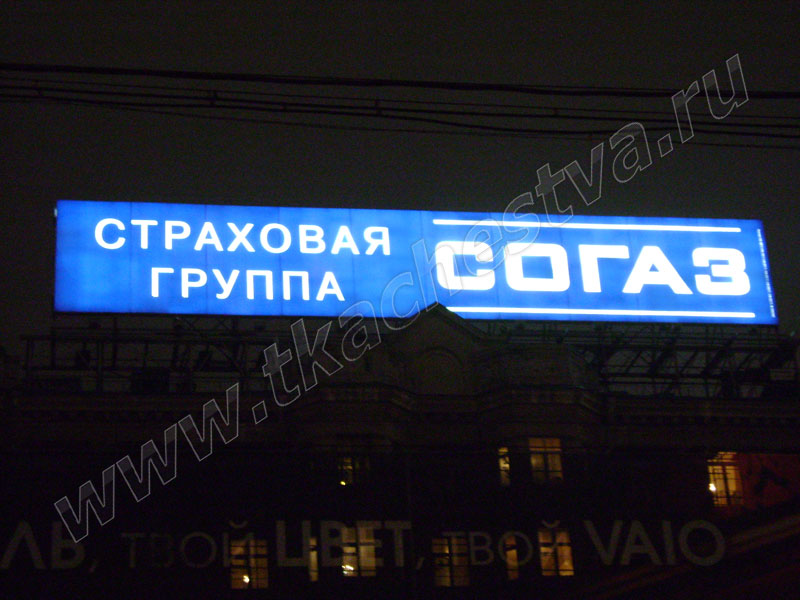 СТРАХОВАЯ
ГРУППА
СОГАЗ
www.tkachestva.ru
ТВОЙ ЦВЕТ, ТВОЙ VAIO